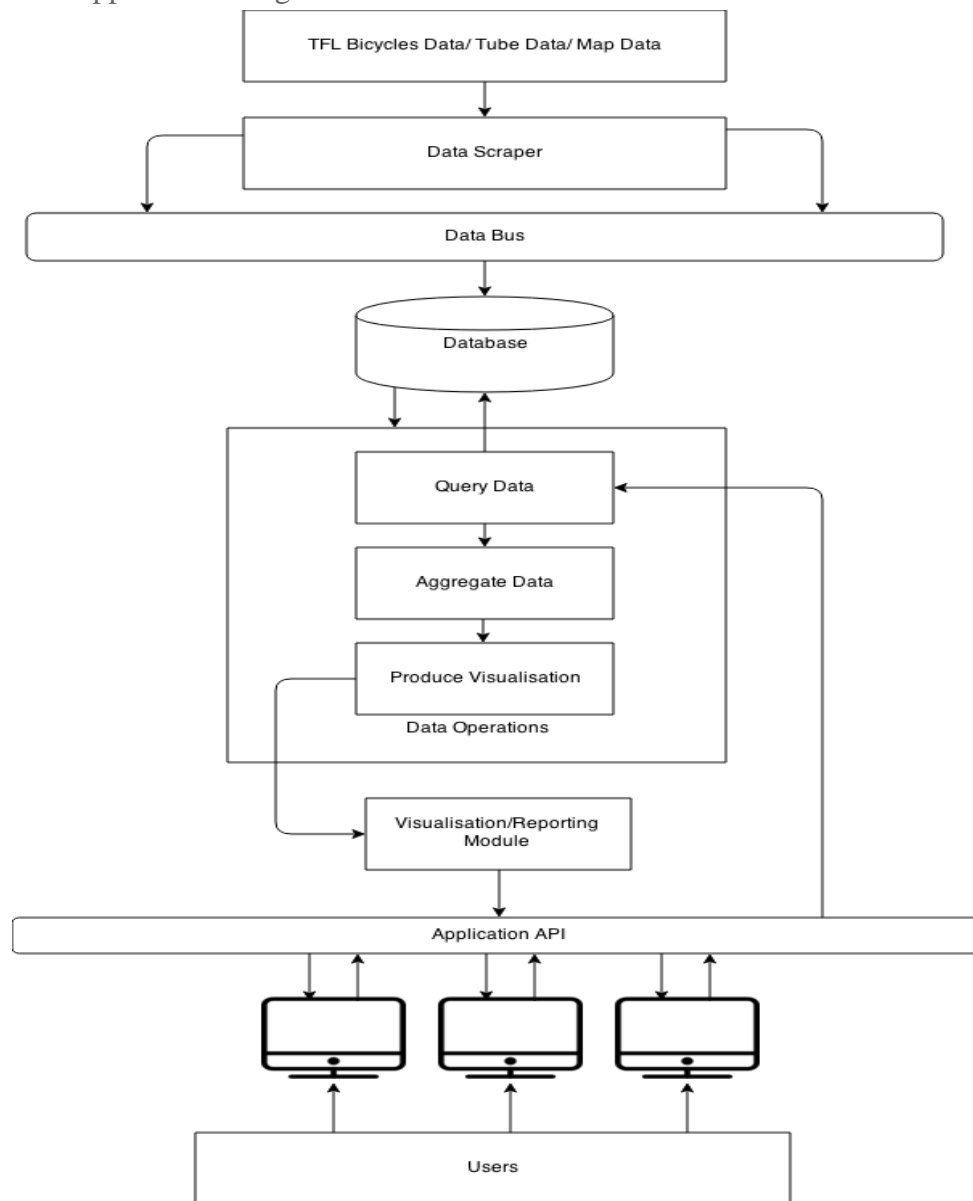 TFL Bicycles Data/ Tube Data/ Map Data
Data Scraper
Data Bus
Database
Query Data
Aggregate Data
Produce Visualisation
Data Operations
Visualisation/Reporting
Module
Application API
Users